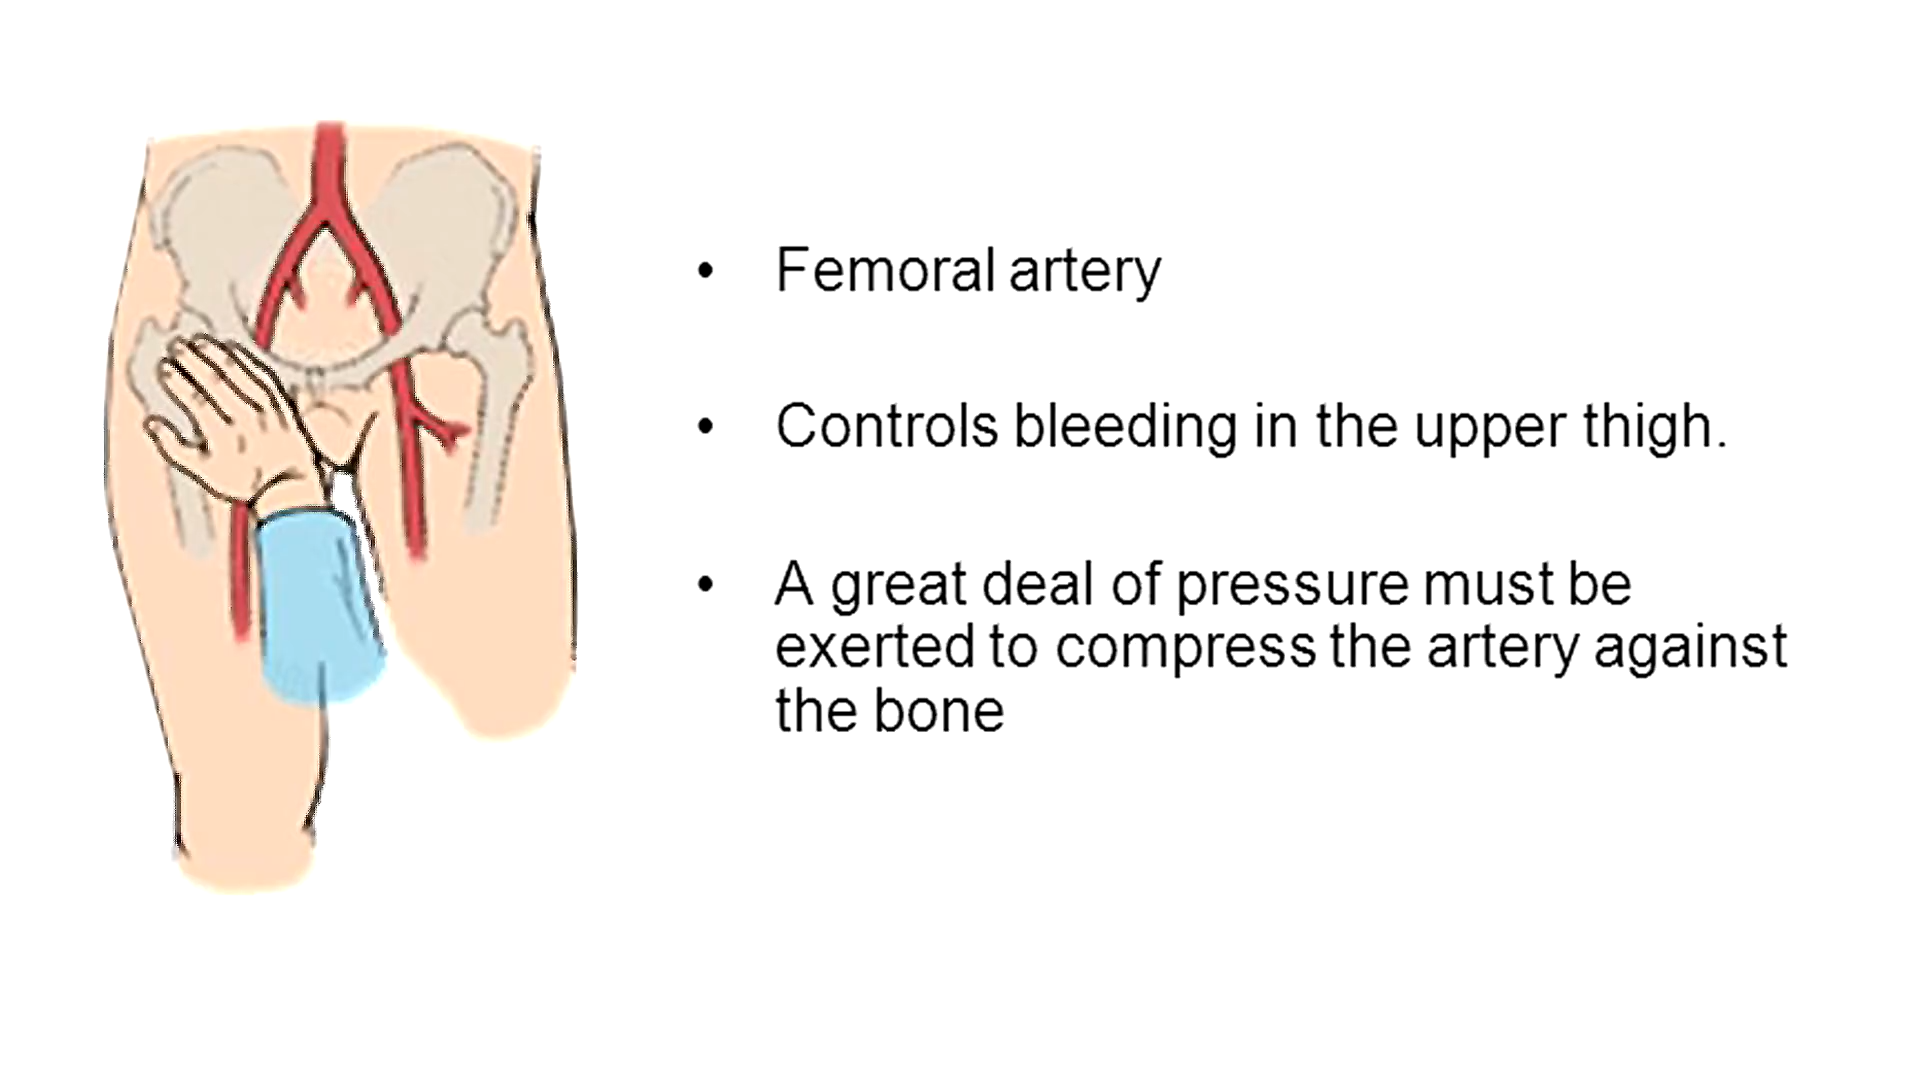 • Femoral artery
• Controls bleeding in the upper thigh.
• A great deal of pressure must be
exerted to compress the artery against
the bone